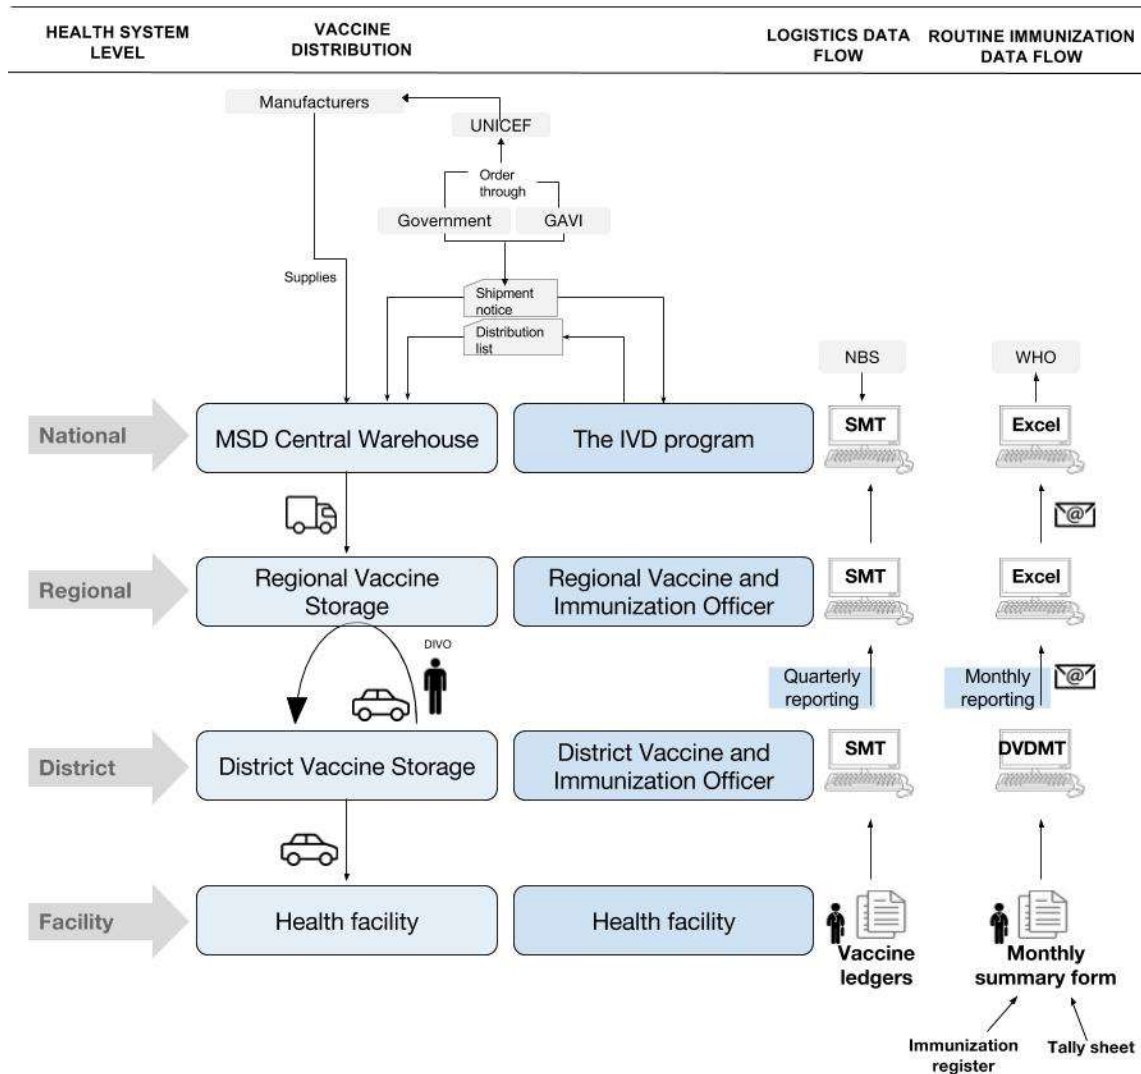 HEALTH SYSTEM
LEVEL
VACCINE
DISTRIBUTION
LOGISTICS DATA
FLOW
ROUTINE IMMUNIZATION
DATA FLOW
Manufacturers
UNICEF
Order
through
Government
GAVI
Supplies
Shipment
notice
Distribution
list
NBS
WHO
National
MSD Central Warehouse
The IVD program
SMT
Excel
@
Regional
Regional Vaccine
Storage
Regional Vaccine and
Immunization Officer
SMT
Excel
DIVO
Quarterly
reporting
Monthly
reporting
@
District
District Vaccine Storage
District Vaccine and
Immunization Officer
SMT
DVDMT
Facility
Health facility
Health facility
Vaccine
ledgers
Monthly
summary form
Immunization
register
Tally sheet